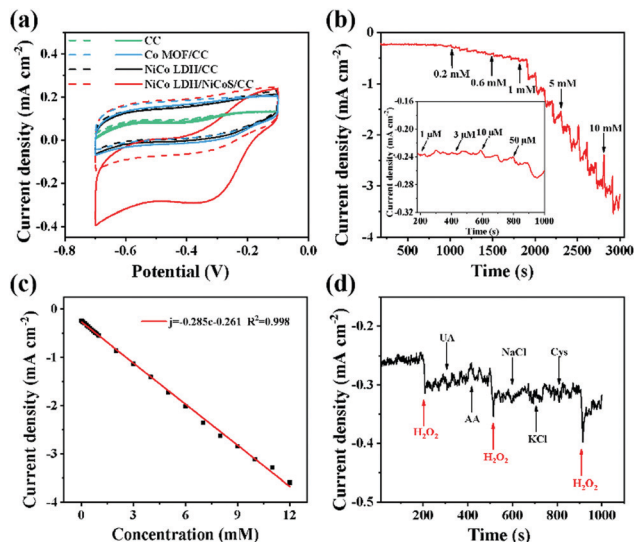 (a)
CC
Co MOF/CC
NiCo LDH/CC
NiCo LDH/NiCoS/CC
Current density (mA cm⁻²)
0.4
0.2
0.0
-0.2
-0.4
-0.8 -0.6 -0.4 -0.2 0.0
Potential (V)
(b)
Current density (mA cm⁻²)
0
-1
-2
-3
-4
0.2 mM
0.6 mM
1 mM
5 mM
10 mM
Current density (mA cm⁻²)
-0.16
-0.20
-0.24
-0.28
-0.32
1 μM
3 μM
10 μM
50 μM
200 400 600 800 1000
Time (s)
500 1000 1500 2000 2500 3000
Time (s)
(c)
j=-0.285c-0.261 R²=0.998
Current density (mA cm⁻²)
0
-1
-2
-3
-4
-5
0 3 6 9 12
Concentration (mM)
(d)
Current density (mA cm⁻²)
-0.2
-0.3
-0.4
-0.5
UA
NaCl
Cys
AA
KCl
H₂O₂
H₂O₂
H₂O₂
200 400 600 800 1000
Time (s)